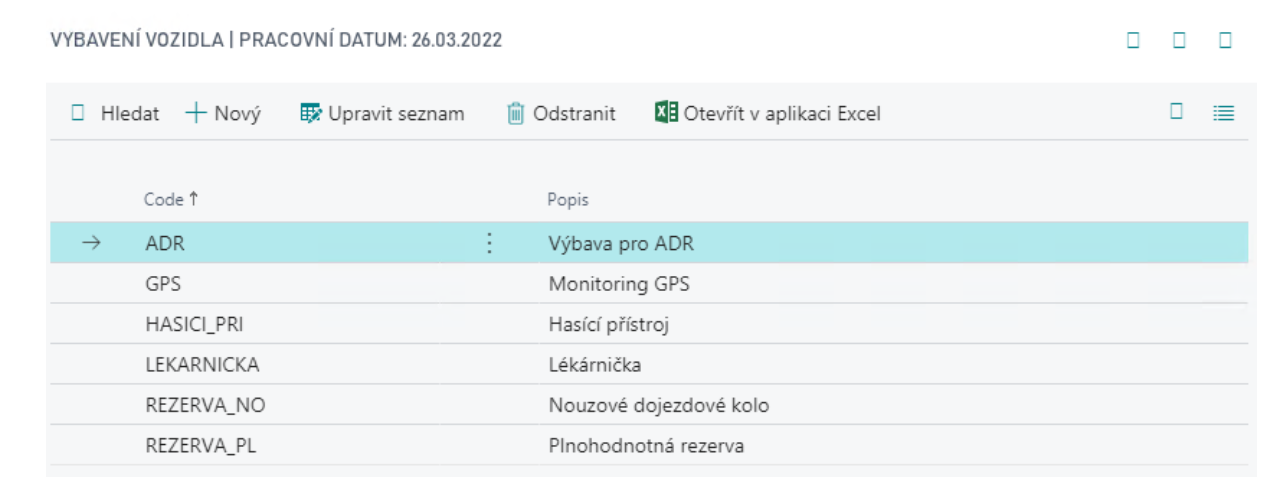 VYBAVENÍ VOZIDLA | PRACOVNÍ DATUM: 26.03.2022
Hledat Nový Upravit seznam Odstranit Otevřít v aplikaci Excel
Code ↑ Popis
ADR Výbava pro ADR
GPS Monitoring GPS
HASICI_PRI Hasící přístroj
LEKARNICKA Lékárnička
REZERVA_NO Nouzové dojezdové kolo
REZERVA_PL Plnohodnotná rezerva